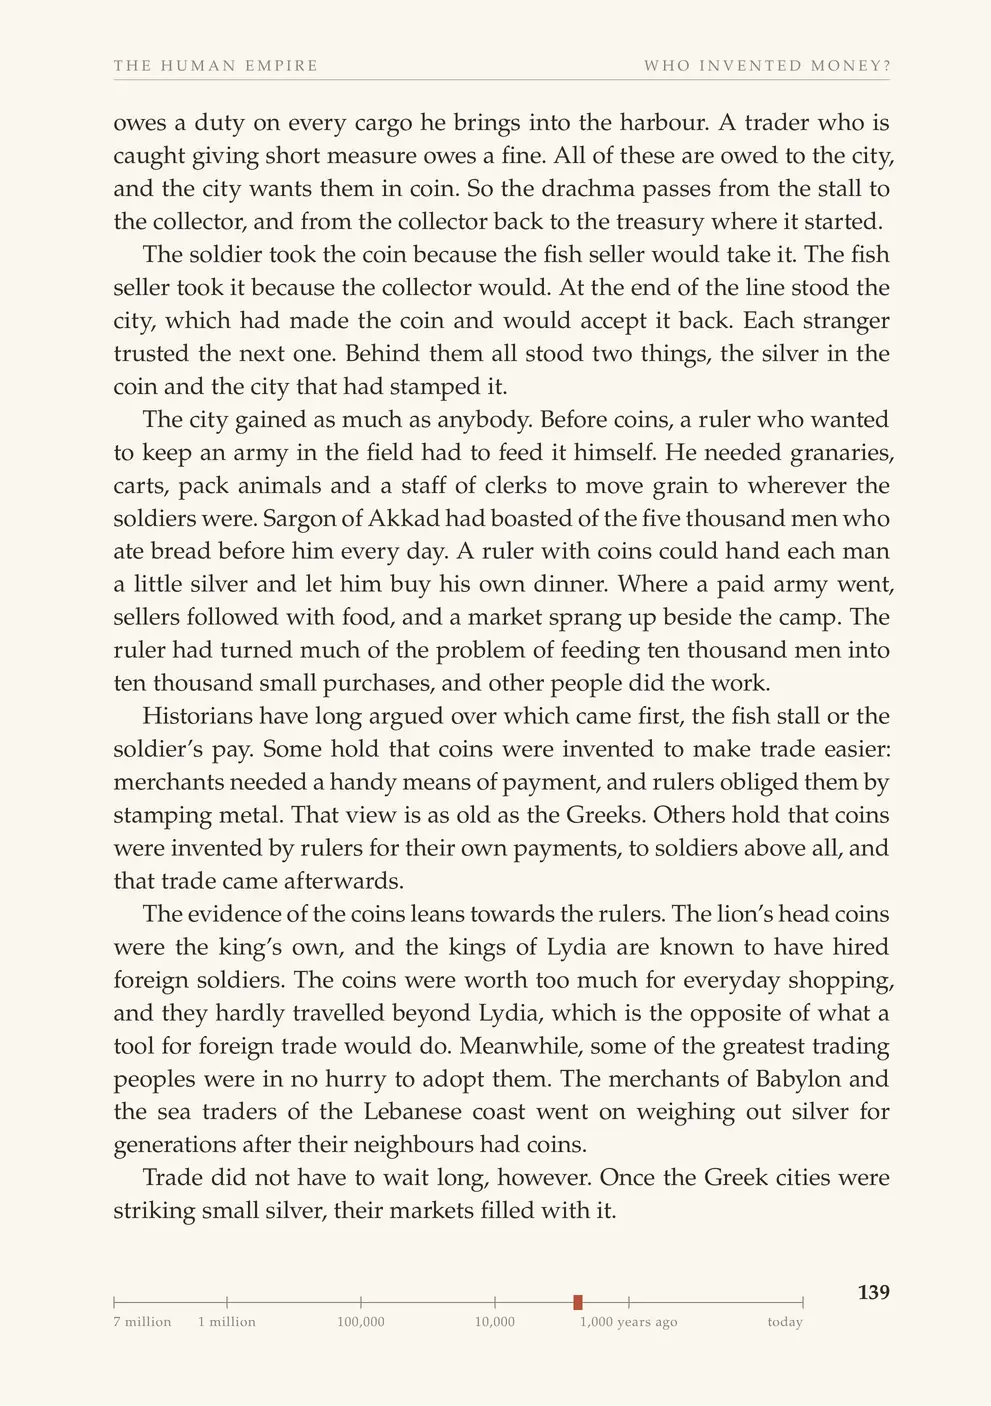 THE HUMAN EMPIRE
WHO INVENTED MONEY?
owes a duty on every cargo he brings into the harbour. A trader who is
caught giving short measure owes a fine. All of these are owed to the city,
and the city wants them in coin. So the drachma passes from the stall to
the collector, and from the collector back to the treasury where it started.
The soldier took the coin because the fish seller would take it. The fish
seller took it because the collector would. At the end of the line stood the
city, which had made the coin and would accept it back. Each stranger
trusted the next one. Behind them all stood two things, the silver in the
coin and the city that had stamped it.
The city gained as much as anybody. Before coins, a ruler who wanted
to keep an army in the field had to feed it himself. He needed granaries,
carts, pack animals and a staff of clerks to move grain to wherever the
soldiers were. Sargon of Akkad had boasted of the five thousand men who
ate bread before him every day. A ruler with coins could hand each man
a little silver and let him buy his own dinner. Where a paid army went,
sellers followed with food, and a market sprang up beside the camp. The
ruler had turned much of the problem of feeding ten thousand men into
ten thousand small purchases, and other people did the work.
Historians have long argued over which came first, the fish stall or the
soldier’s pay. Some hold that coins were invented to make trade easier:
merchants needed a handy means of payment, and rulers obliged them by
stamping metal. That view is as old as the Greeks. Others hold that coins
were invented by rulers for their own payments, to soldiers above all, and
that trade came afterwards.
The evidence of the coins leans towards the rulers. The lion’s head coins
were the king’s own, and the kings of Lydia are known to have hired
foreign soldiers. The coins were worth too much for everyday shopping,
and they hardly travelled beyond Lydia, which is the opposite of what a
tool for foreign trade would do. Meanwhile, some of the greatest trading
peoples were in no hurry to adopt them. The merchants of Babylon and
the sea traders of the Lebanese coast went on weighing out silver for
generations after their neighbours had coins.
Trade did not have to wait long, however. Once the Greek cities were
striking small silver, their markets filled with it.
139
7 million
1 million
100,000
10,000
1,000 years ago
today